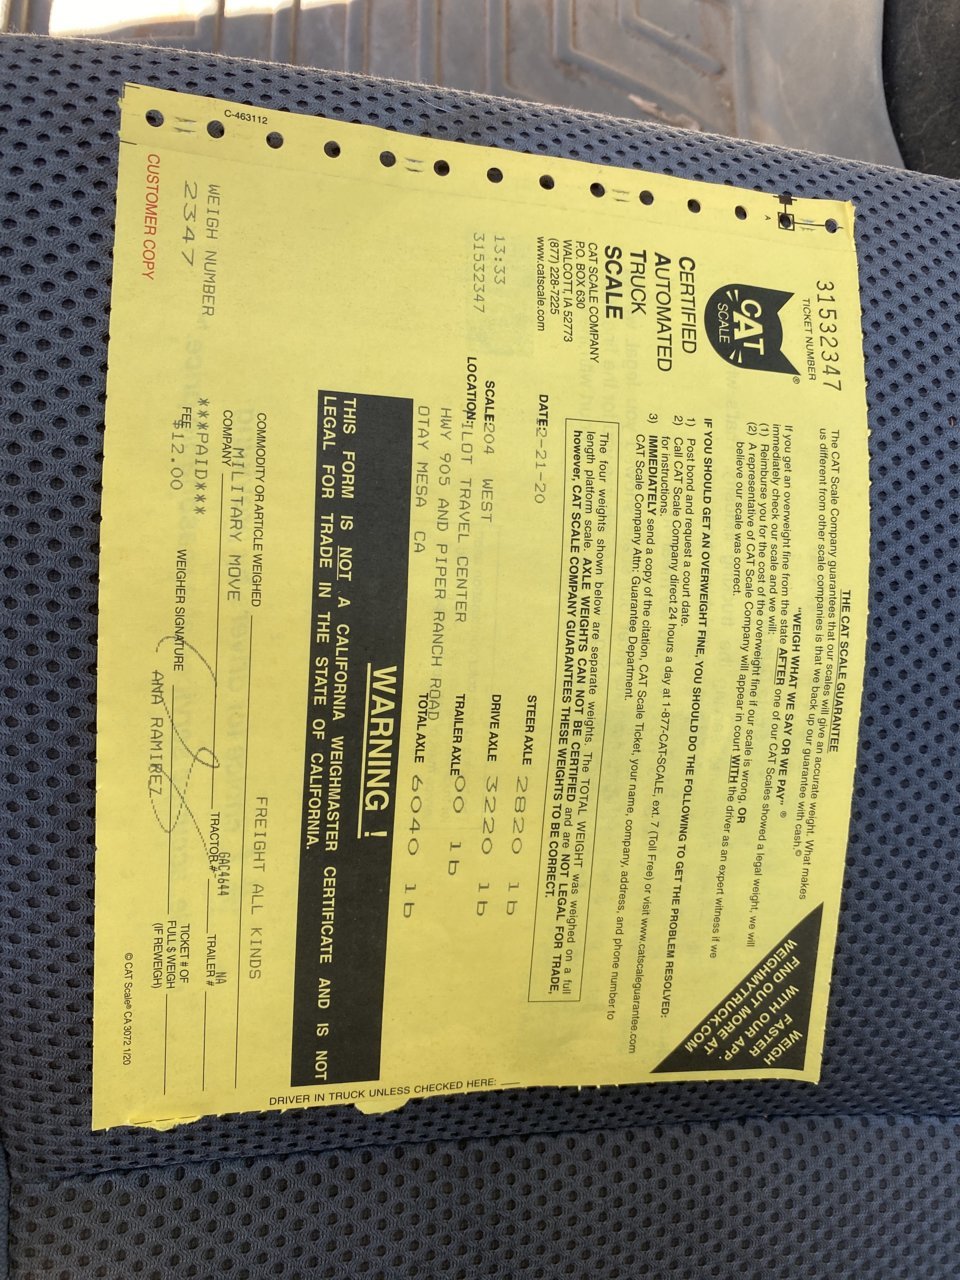 C-463112
A
31532347
TICKET NUMBER
CAT
SCALE
®
CERTIFIED
AUTOMATED
TRUCK
SCALE
CAT SCALE COMPANY
P.O. BOX 630
WALCOTT, IA 52773
(877) 228-7225
www.catscale.com
THE CAT SCALE GUARANTEE
The CAT Scale Company guarantees that our scales will give an accurate weight. What makes
us different from other scale companies is that we back up our guarantee with cash.©
"WEIGH WHAT WE SAY OR WE PAY" ®
If you get an overweight fine from the state AFTER one of our CAT Scales showed a legal weight, we will
immediately check our scale and we will:
(1) Reimburse you for the cost of the overweight fine if our scale is wrong, OR
(2) A representative of CAT Scale Company will appear in court WITH the driver as an expert witness if we
believe our scale was correct.
IF YOU SHOULD GET AN OVERWEIGHT FINE, YOU SHOULD DO THE FOLLOWING TO GET THE PROBLEM RESOLVED:
1) Post bond and request a court date.
2) Call CAT Scale Company direct 24 hours a day at 1-877-CAT-SCALE, ext. 7 (Toll Free) or visit www.catscaleguarantee.com
for instructions.
3) IMMEDIATELY send a copy of the citation, CAT Scale Ticket, your name, company, address, and phone number to
CAT Scale Company Attn: Guarantee Department.
WEIGH
FASTER
WITH OUR APP.
FIND OUT MORE AT
WEIGHMYTRUCK.COM
The four weights shown below are separate weights. The TOTAL WEIGHT was weighed on a full
length platform scale. AXLE WEIGHTS CAN NOT BE CERTIFIED and are NOT LEGAL FOR TRADE,
however, CAT SCALE COMPANY GUARANTEES THESE WEIGHTS TO BE CORRECT.
DATE: 2-21-20
STEER AXLE 2820 lb
13:33
SCALE 204 WEST
DRIVE AXLE 3220 lb
31532347
LOCATION: PILOT TRAVEL CENTER
TRAILER AXLE 00 lb
HWY 905 AND PIPER RANCH ROAD
OTAY MESA CA
TOTAL AXLE 6040 lb
WARNING !
THIS FORM IS NOT A CALIFORNIA WEIGHMASTER CERTIFICATE AND IS NOT
LEGAL FOR TRADE IN THE STATE OF CALIFORNIA.
DRIVER IN TRUCK UNLESS CHECKED HERE:
COMMODITY OR ARTICLE WEIGHED
FREIGHT ALL KINDS
MILITARY MOVE
COMPANY
GAC4644
TRACTOR #
NA
TRAILER #
WEIGH NUMBER
2347
***PAID***
FEE
$12.00
WEIGHER SIGNATURE
ANA RAMIREZ
TICKET # OF
FULL $ WEIGH
(IF REWEIGH)
CUSTOMER COPY
© CAT Scale® CA 3072 1/20